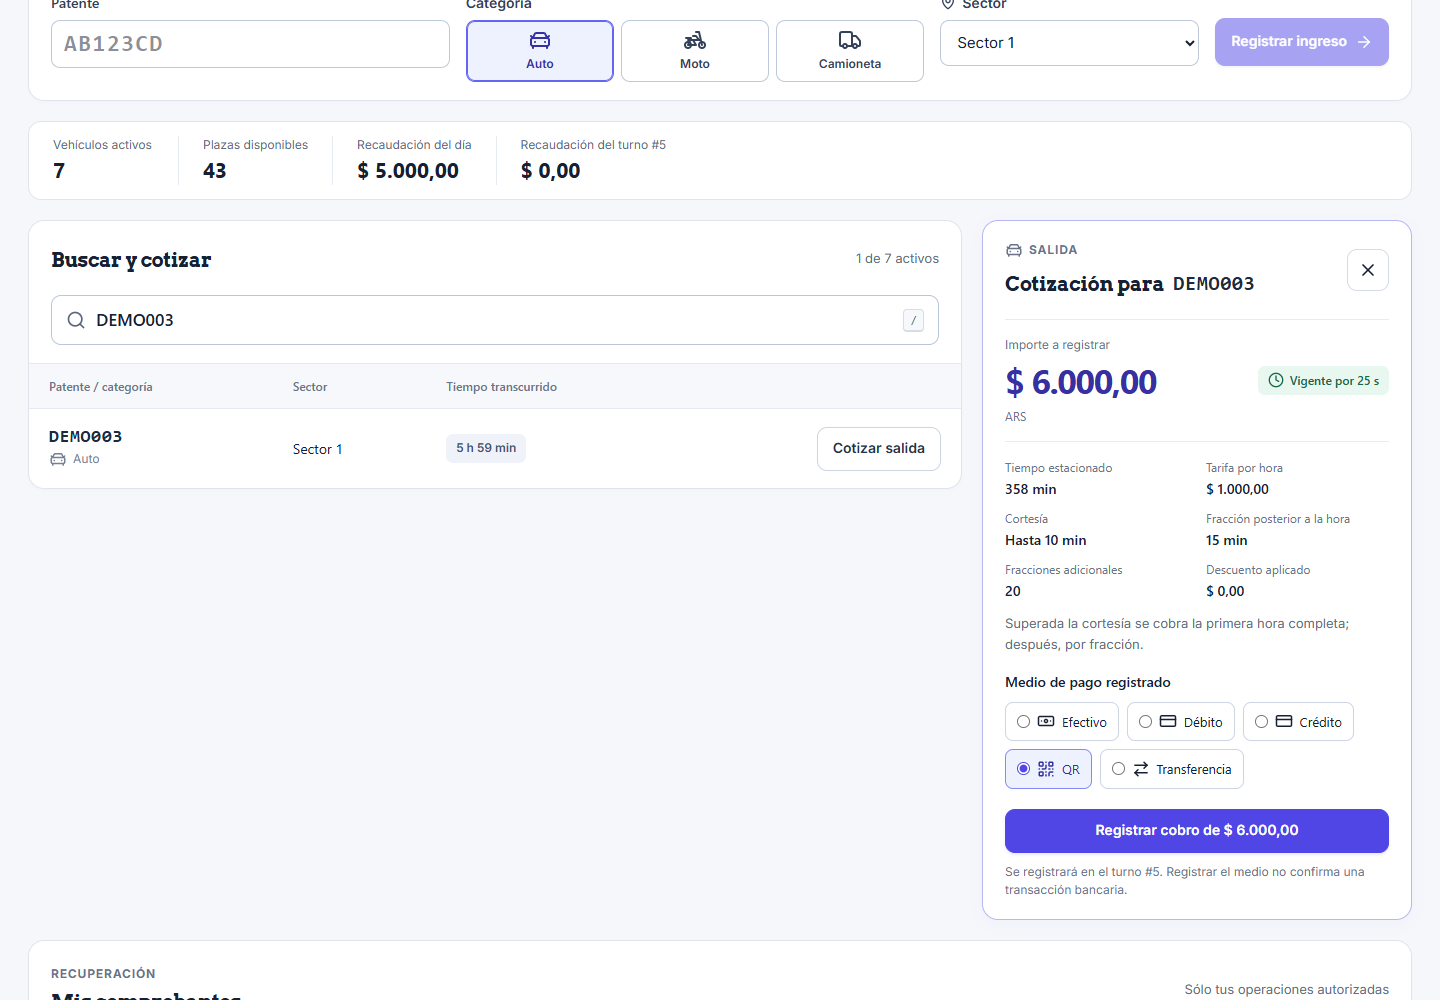 Patente
Categoría
Sector
AB123CD
Auto
Moto
Camioneta
Sector 1
Registrar ingreso
Vehículos activos
7
Plazas disponibles
43
Recaudación del día
$ 5.000,00
Recaudación del turno #5
$ 0,00
Buscar y cotizar
1 de 7 activos
DEMO003
/
Patente / categoría
Sector
Tiempo transcurrido
DEMO003
Auto
Sector 1
5 h 59 min
Cotizar salida
SALIDA
Cotización para DEMO003
Importe a registrar
$ 6.000,00
Vigente por 25 s
ARS
Tiempo estacionado
358 min
Tarifa por hora
$ 1.000,00
Cortesía
Hasta 10 min
Fracción posterior a la hora
15 min
Fracciones adicionales
20
Descuento aplicado
$ 0,00
Superada la cortesía se cobra la primera hora completa;
después, por fracción.
Medio de pago registrado
Efectivo
Débito
Crédito
QR
Transferencia
Registrar cobro de $ 6.000,00
Se registrará en el turno #5. Registrar el medio no confirma una
transacción bancaria.
RECUPERACIÓN
Mis comprobantes
Sólo tus operaciones autorizadas